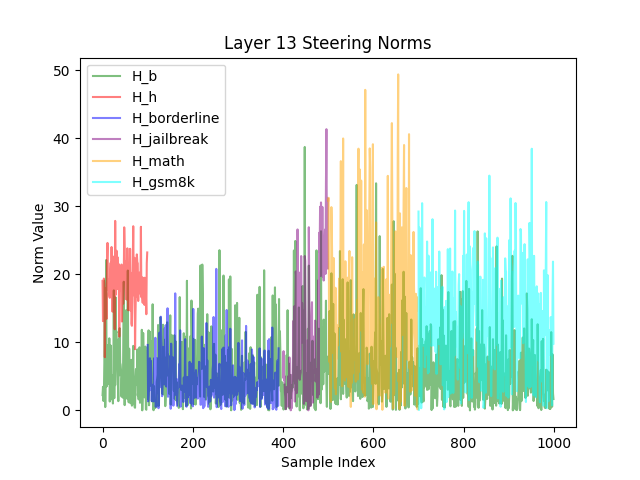 Layer 13 Steering Norms
50
40
30
20
10
0
Norm Value
H_b
H_h
H_borderline
H_jailbreak
H_math
H_gsm8k
0 200 400 600 800 1000
Sample Index